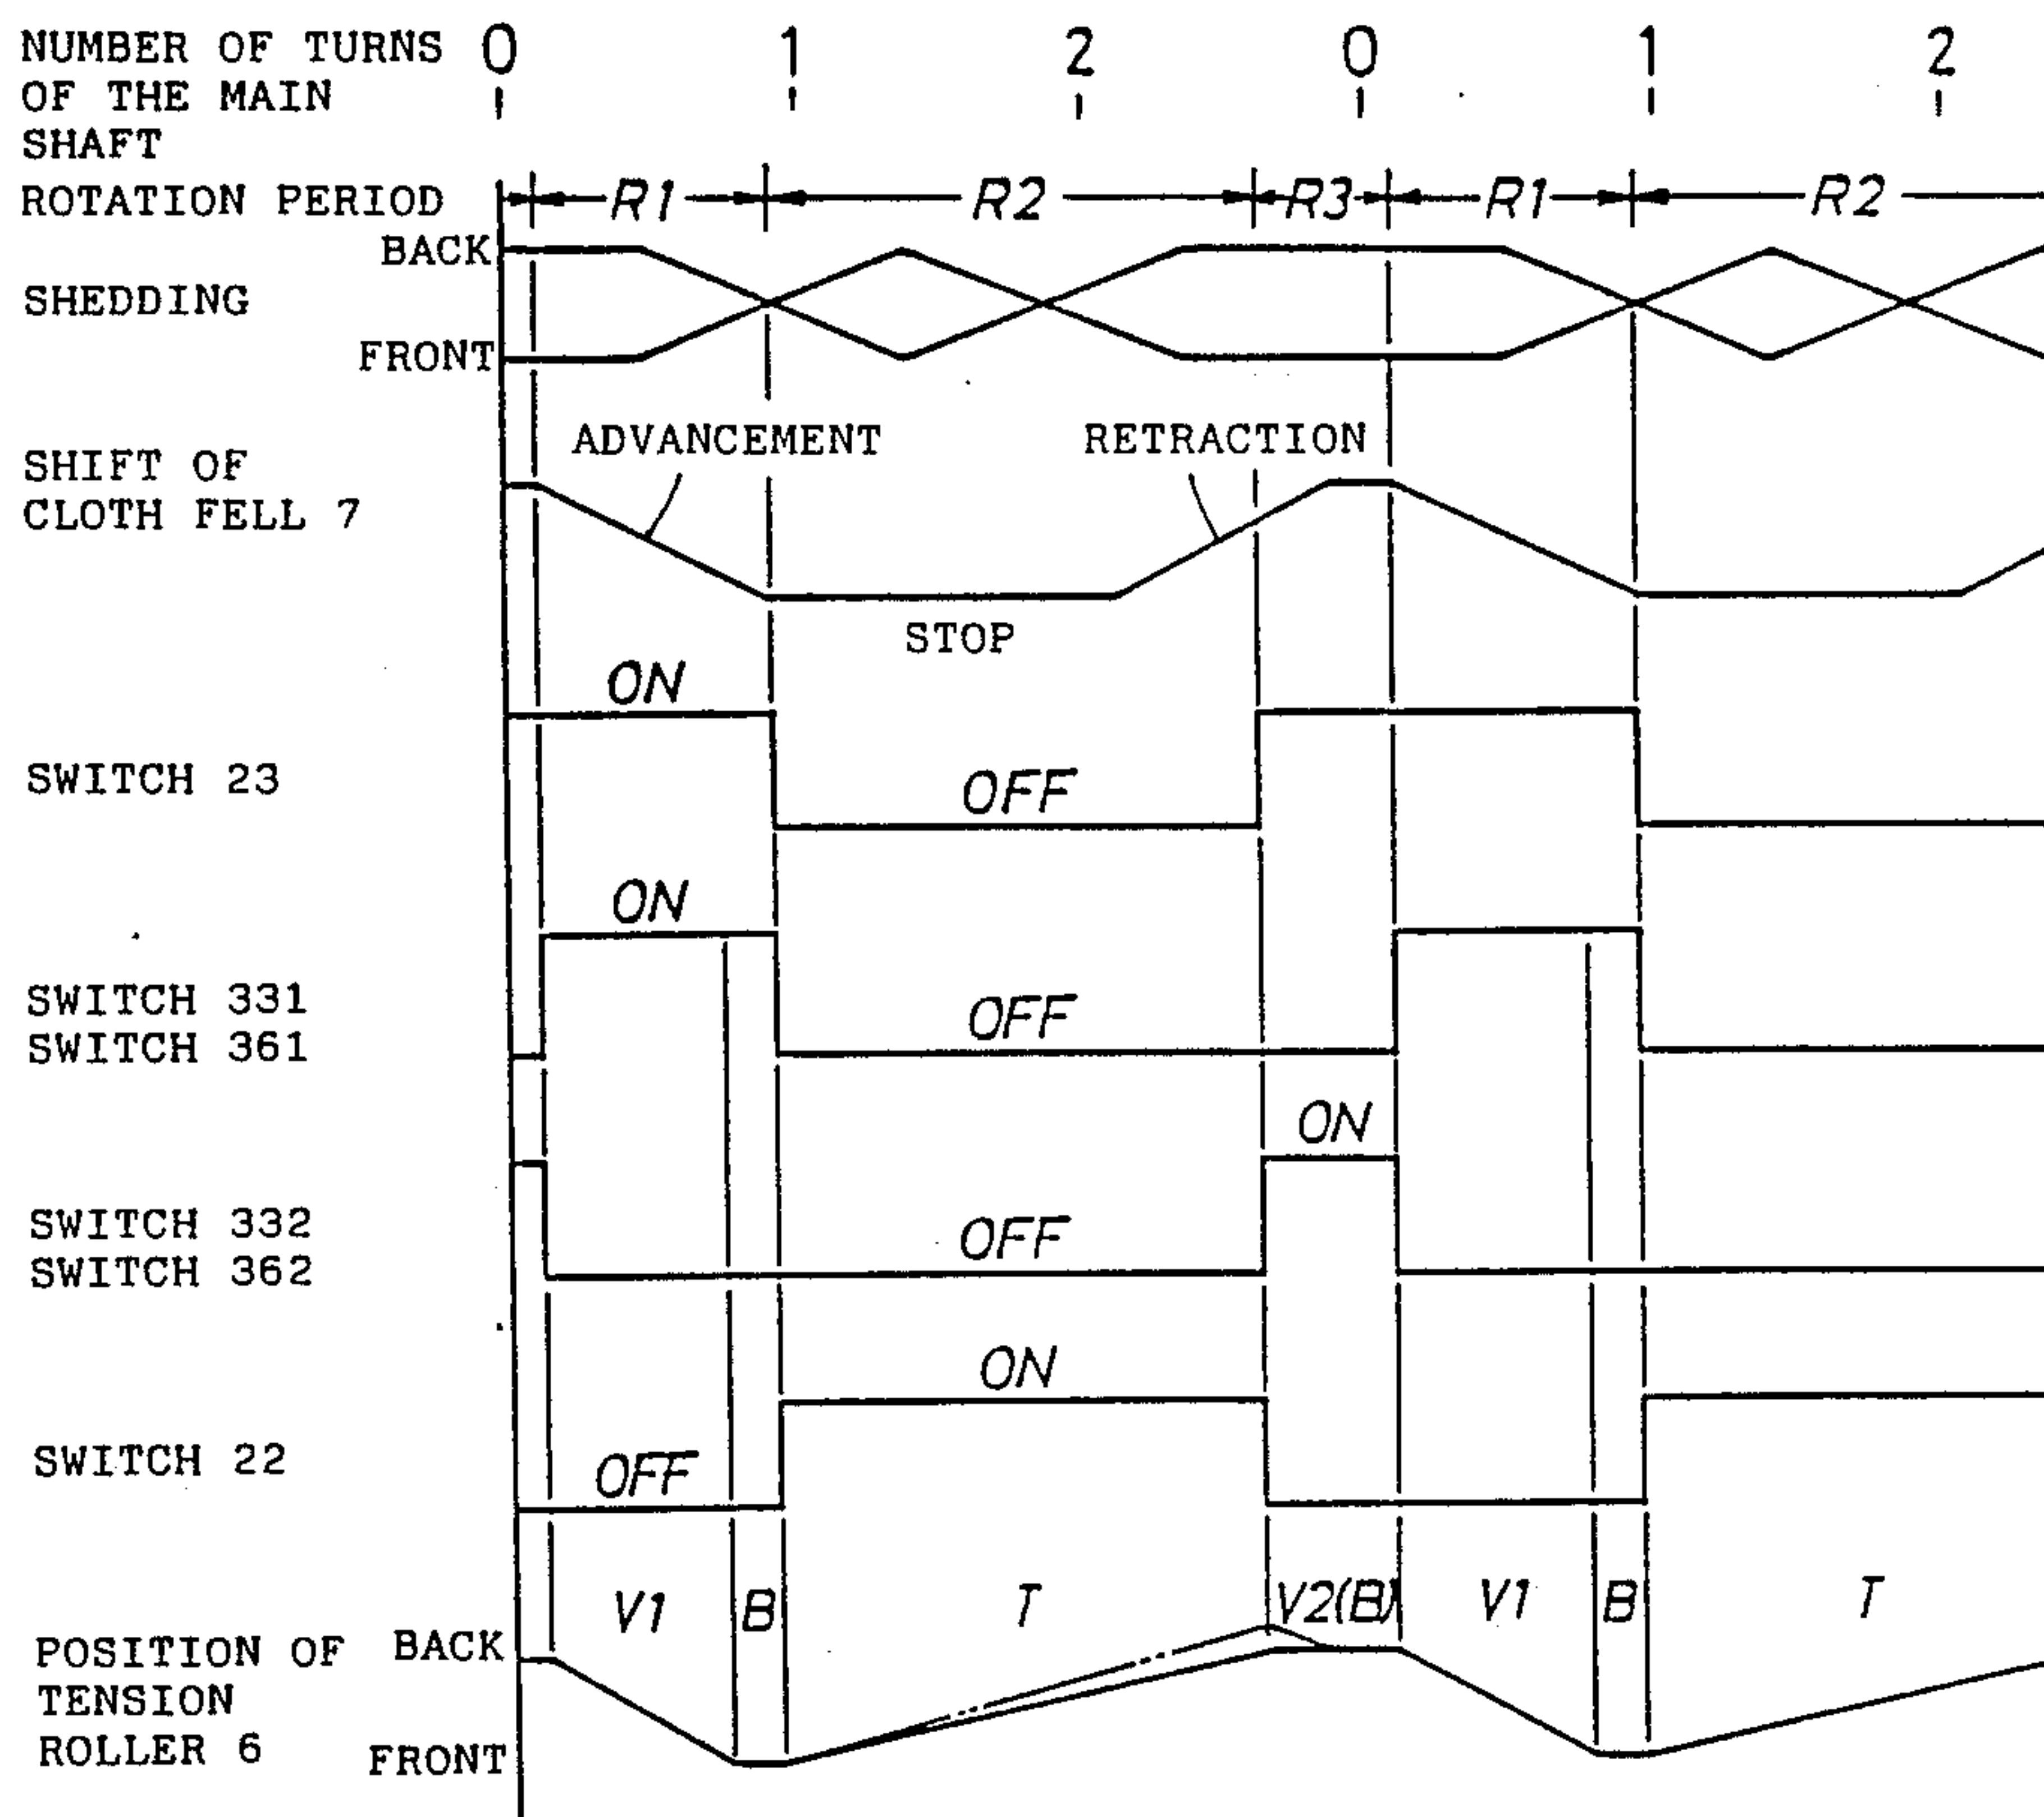 NUMBER OF TURNS 0 1 2 0 1 2
OF THE MAIN
SHAFT
ROTATION PERIOD R1 R2 R3 R1 R2
BACK
SHEDDING
FRONT
ADVANCEMENT RETRACTION
SHIFT OF
CLOTH FELL 7
STOP
ON
SWITCH 23 OFF
ON
SWITCH 331 OFF
SWITCH 361
ON
SWITCH 332 OFF
SWITCH 362
ON
SWITCH 22 OFF
V1 B T V2(B) V1 B T
POSITION OF BACK
TENSION
ROLLER 6 FRONT